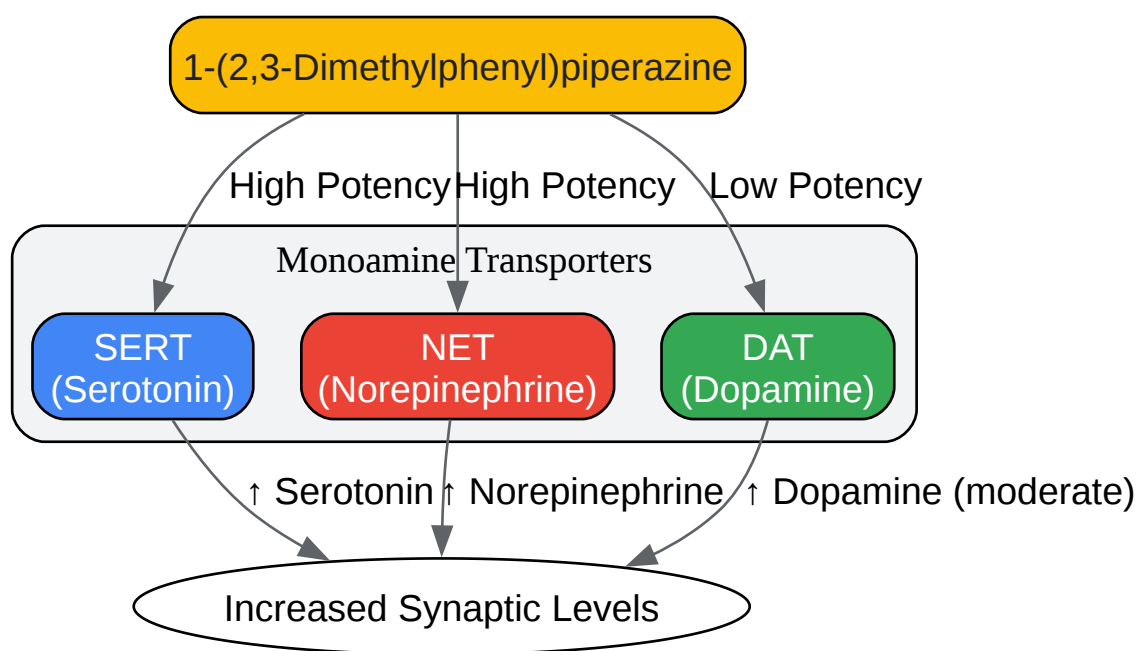 1-(2,3-Dimethylphenyl)piperazine
High Potency
High Potency
Low Potency
Monoamine Transporters
SERT
(Serotonin)
NET
(Norepinephrine)
DAT
(Dopamine)
↑ Serotonin
↑ Norepinephrine
↑ Dopamine (moderate)
Increased Synaptic Levels